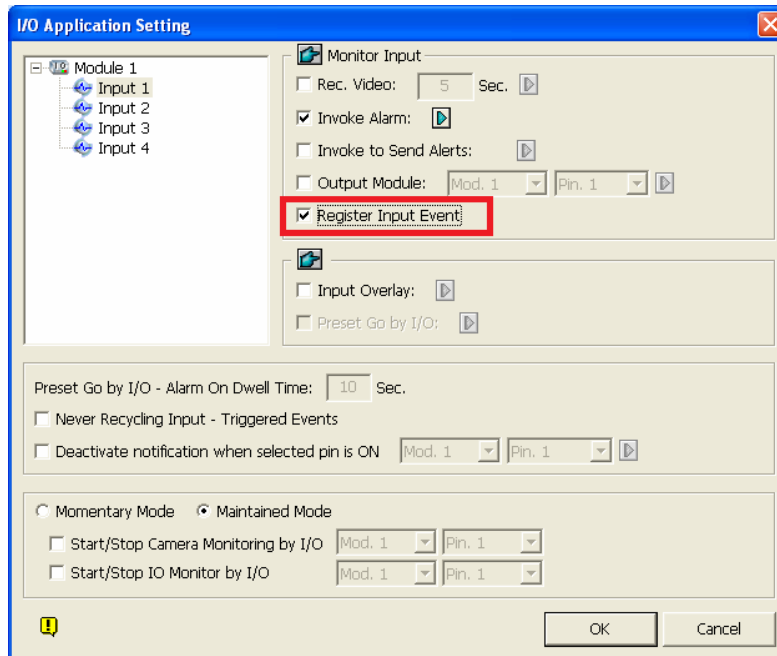 I/O Application Setting
Module 1
Input 1
Input 2
Input 3
Input 4
Monitor Input
Rec. Video: 5 Sec.
Invoke Alarm:
Invoke to Send Alerts:
Output Module: Mod. 1 Pin. 1
Register Input Event
Input Overlay:
Preset Go by I/O:
Preset Go by I/O - Alarm On Dwell Time: 10 Sec.
Never Recycling Input - Triggered Events
Deactivate notification when selected pin is ON Mod. 1 Pin. 1
Momentary Mode Maintained Mode
Start/Stop Camera Monitoring by I/O Mod. 1 Pin. 1
Start/Stop IO Monitor by I/O Mod. 1 Pin. 1
OK Cancel